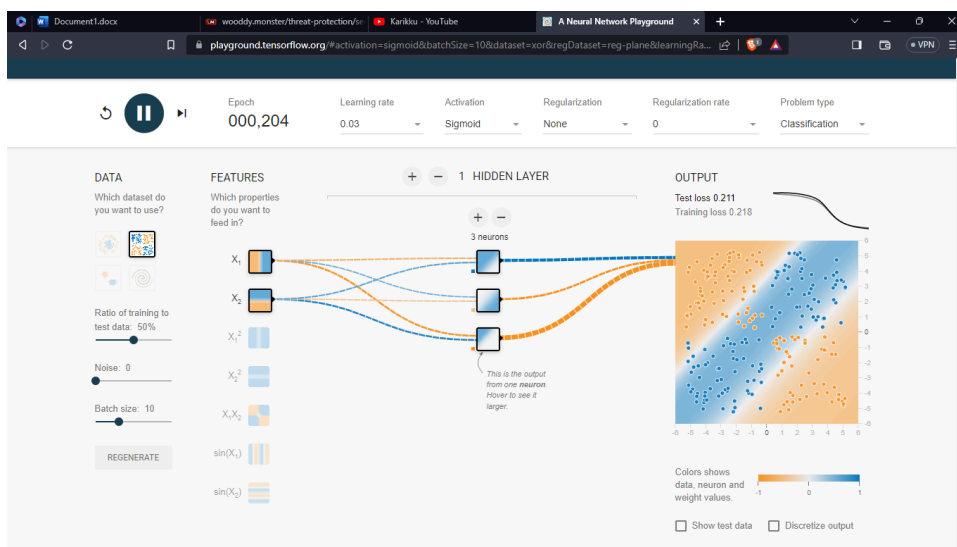 Document1.docx
wooddy.monster/threat-protection/se
Karikku - YouTube
A Neural Network Playground
playground.tensorflow.org/#activation=sigmoid&batchSize=10&dataset=xor&regDataset=reg-plane&learningRa...
VPN
Epoch
000,204
Learning rate
0.03
Activation
Sigmoid
Regularization
None
Regularization rate
0
Problem type
Classification
DATA
Which dataset do
you want to use?
Ratio of training to
test data: 50%
Noise: 0
Batch size: 10
REGENERATE
FEATURES
Which properties
do you want to
feed in?
X1
X2
X1²
X2²
X1X2
sin(X1)
sin(X2)
+ − 1 HIDDEN LAYER
+ −
3 neurons
This is the output
from one neuron.
Hover to see it
larger.
OUTPUT
Test loss 0.211
Training loss 0.218
6
5
4
3
2
1
0
-1
-2
-3
-4
-5
-6
-6 -5 -4 -3 -2 -1 0 1 2 3 4 5 6
Colors shows
data, neuron and
weight values.
-1 0 1
Show test data
Discretize output